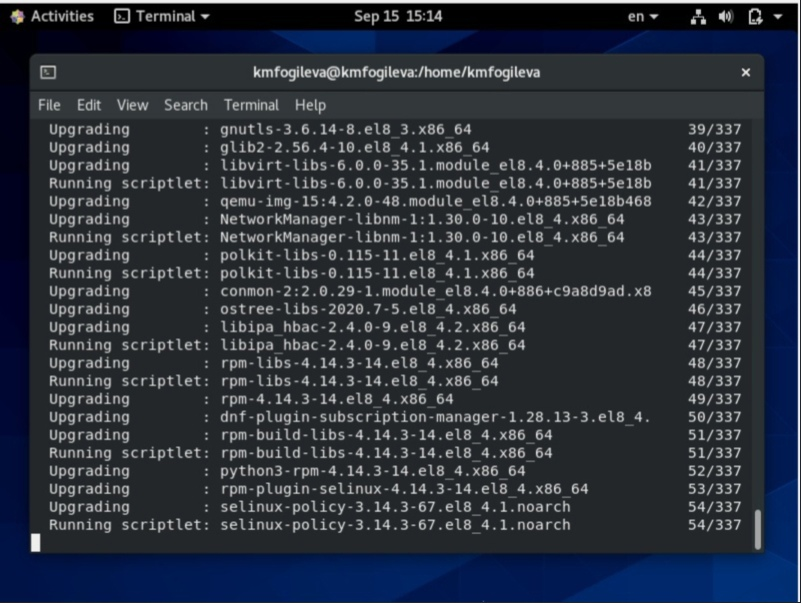 Activities Terminal Sep 15 15:14 en
kmfogileva@kmfogileva:/home/kmfogileva ×
File Edit View Search Terminal Help
Upgrading : gnutls-3.6.14-8.el8_3.x86_64 39/337
Upgrading : glib2-2.56.4-10.el8_4.1.x86_64 40/337
Upgrading : libvirt-libs-6.0.0-35.1.module_el8.4.0+885+5e18b 41/337
Running scriptlet: libvirt-libs-6.0.0-35.1.module_el8.4.0+885+5e18b 41/337
Upgrading : qemu-img-15:4.2.0-48.module_el8.4.0+885+5e18b468 42/337
Upgrading : NetworkManager-libnm-1:1.30.0-10.el8_4.x86_64 43/337
Running scriptlet: NetworkManager-libnm-1:1.30.0-10.el8_4.x86_64 43/337
Upgrading : polkit-libs-0.115-11.el8_4.1.x86_64 44/337
Running scriptlet: polkit-libs-0.115-11.el8_4.1.x86_64 44/337
Upgrading : conmon-2:2.0.29-1.module_el8.4.0+886+c9a8d9ad.x8 45/337
Upgrading : ostree-libs-2020.7-5.el8_4.x86_64 46/337
Upgrading : libipa_hbac-2.4.0-9.el8_4.2.x86_64 47/337
Running scriptlet: libipa_hbac-2.4.0-9.el8_4.2.x86_64 47/337
Upgrading : rpm-libs-4.14.3-14.el8_4.x86_64 48/337
Running scriptlet: rpm-libs-4.14.3-14.el8_4.x86_64 48/337
Upgrading : rpm-4.14.3-14.el8_4.x86_64 49/337
Upgrading : dnf-plugin-subscription-manager-1.28.13-3.el8_4. 50/337
Upgrading : rpm-build-libs-4.14.3-14.el8_4.x86_64 51/337
Running scriptlet: rpm-build-libs-4.14.3-14.el8_4.x86_64 51/337
Upgrading : python3-rpm-4.14.3-14.el8_4.x86_64 52/337
Upgrading : rpm-plugin-selinux-4.14.3-14.el8_4.x86_64 53/337
Upgrading : selinux-policy-3.14.3-67.el8_4.1.noarch 54/337
Running scriptlet: selinux-policy-3.14.3-67.el8_4.1.noarch 54/337